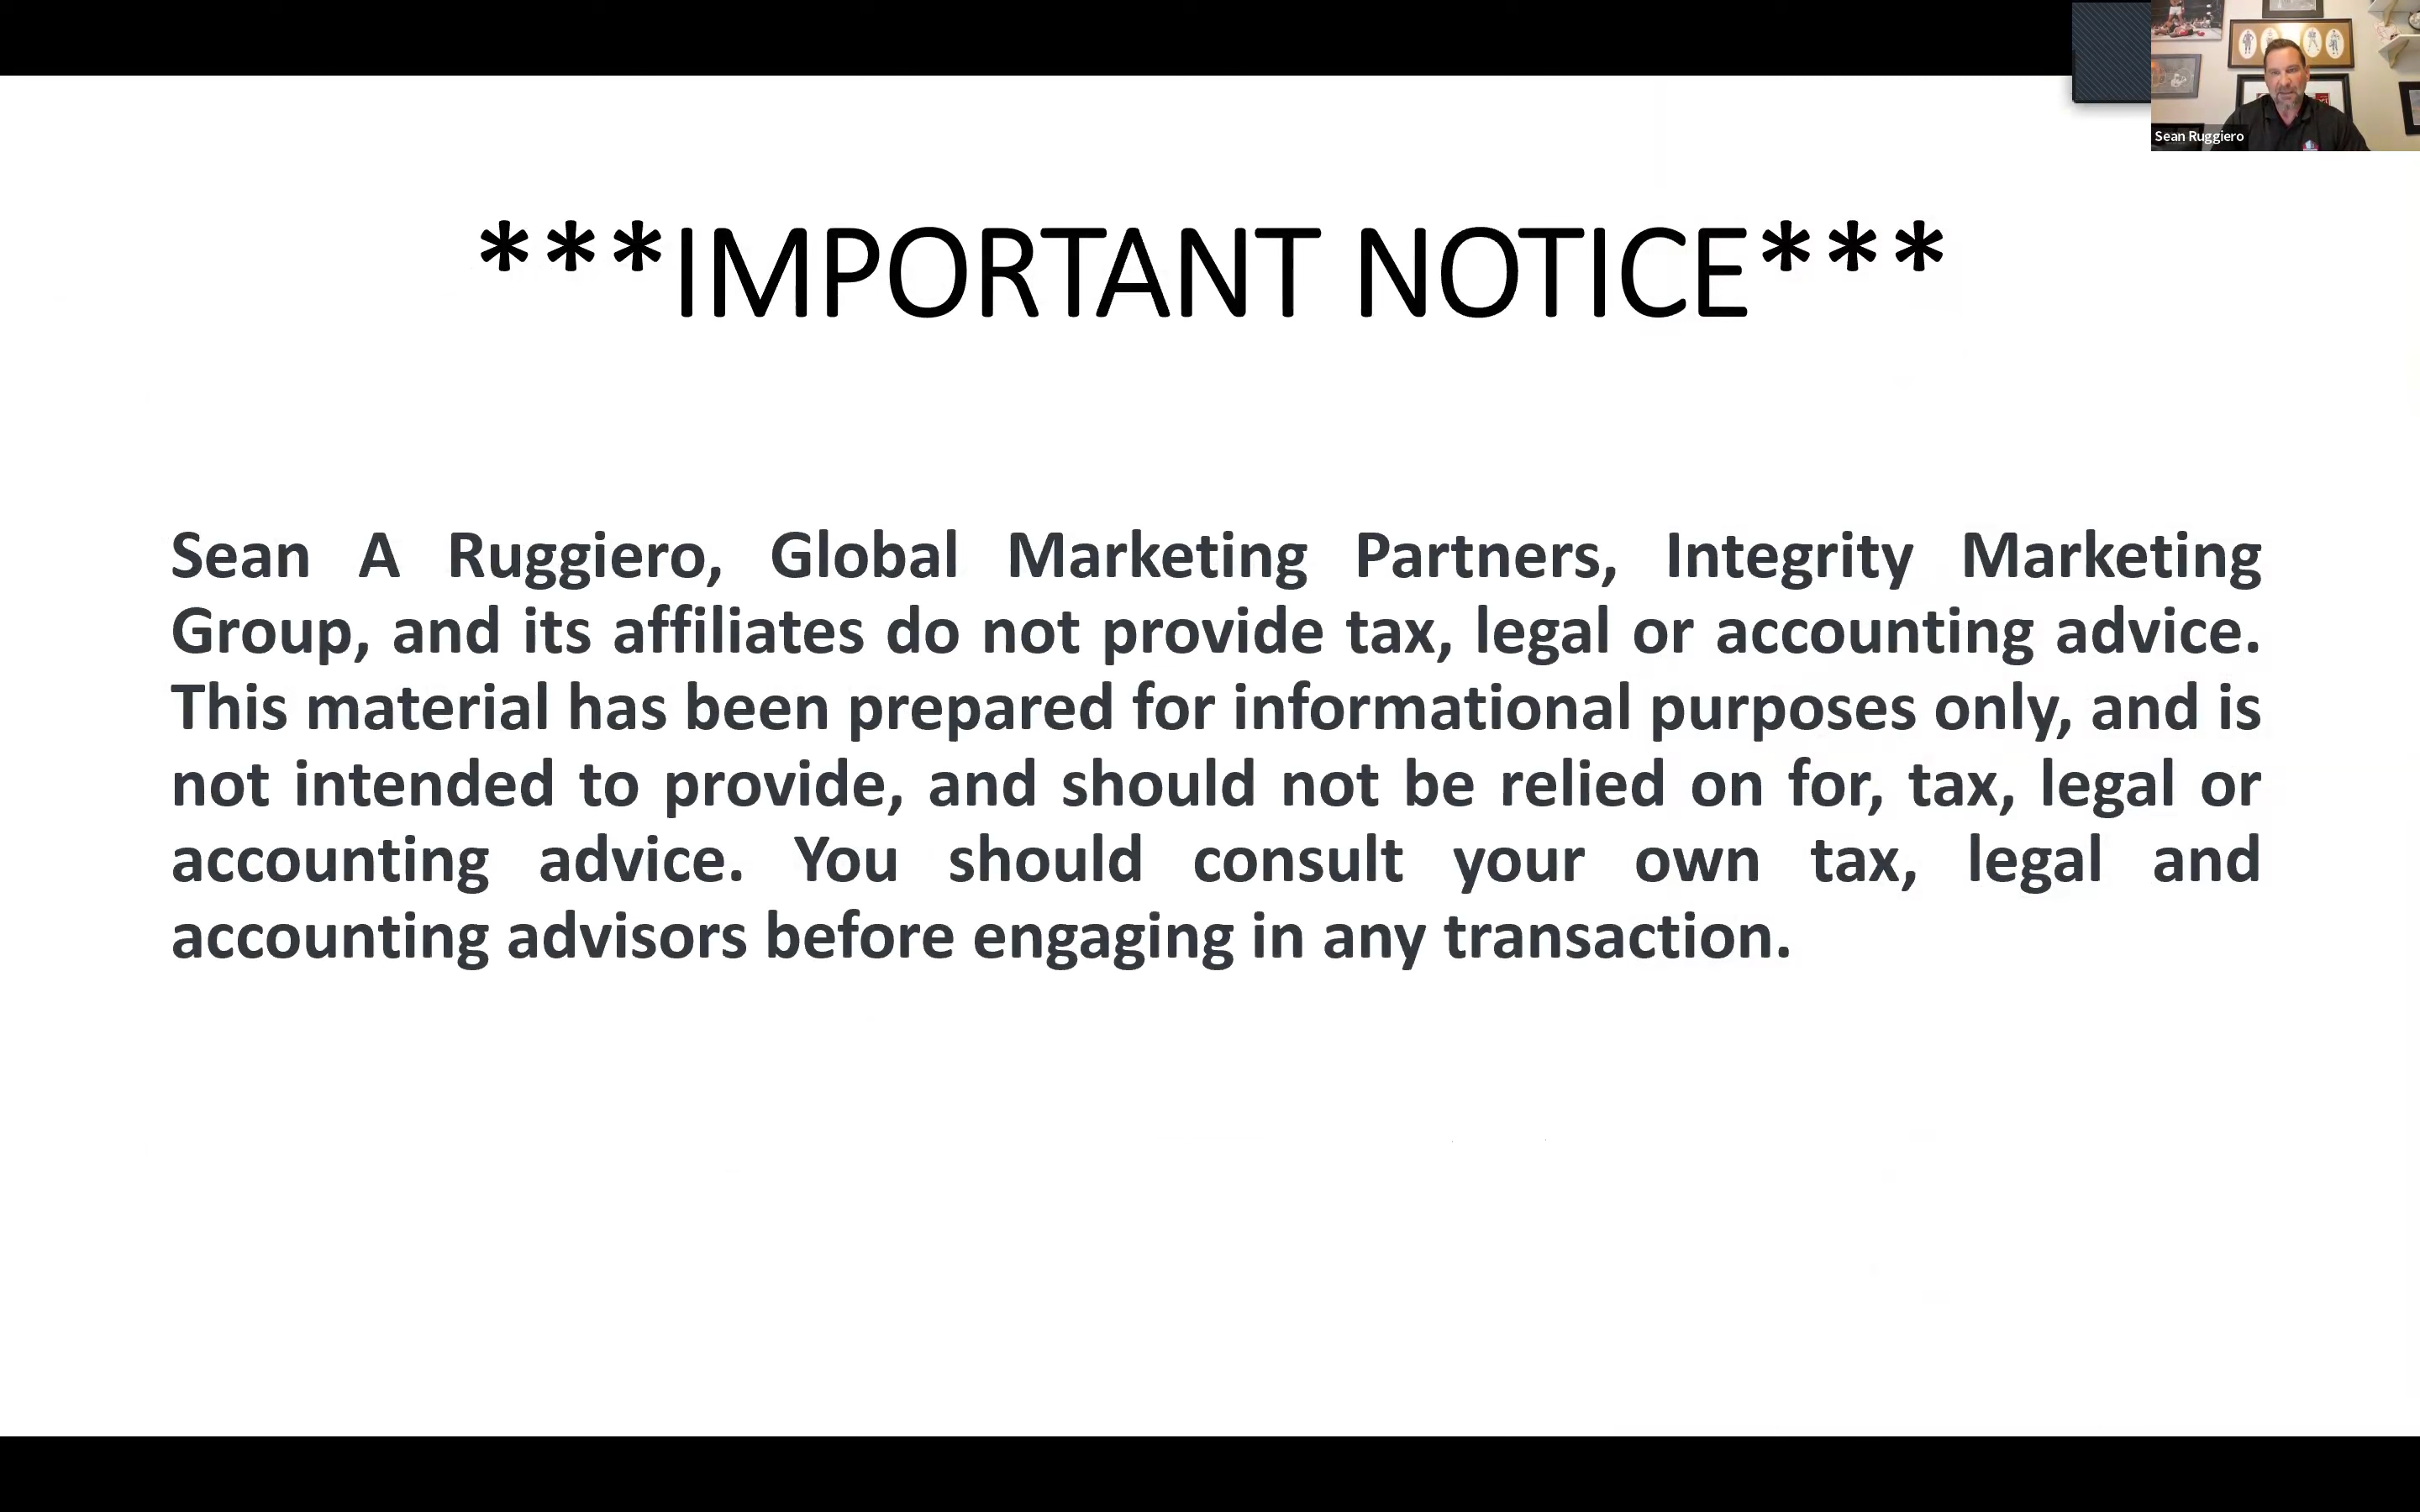 Sean Ruggiero
***IMPORTANT NOTICE***
Sean A Ruggiero, Global Marketing Partners, Integrity Marketing
Group, and its affiliates do not provide tax, legal or accounting advice.
This material has been prepared for informational purposes only, and is
not intended to provide, and should not be relied on for, tax, legal or
accounting advice. You should consult your own tax, legal and
accounting advisors before engaging in any transaction.